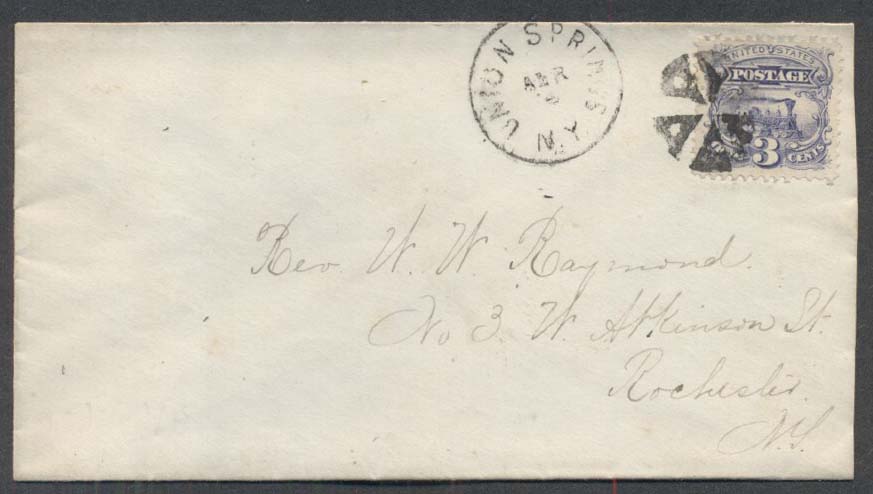 UNION SPRINGS N.Y.
APR
UNITED STATES
POSTAGE
3 CENTS
Rev. W. W. Raymond.
No 3. W. Atkinson St.
Rochester.
N.Y.